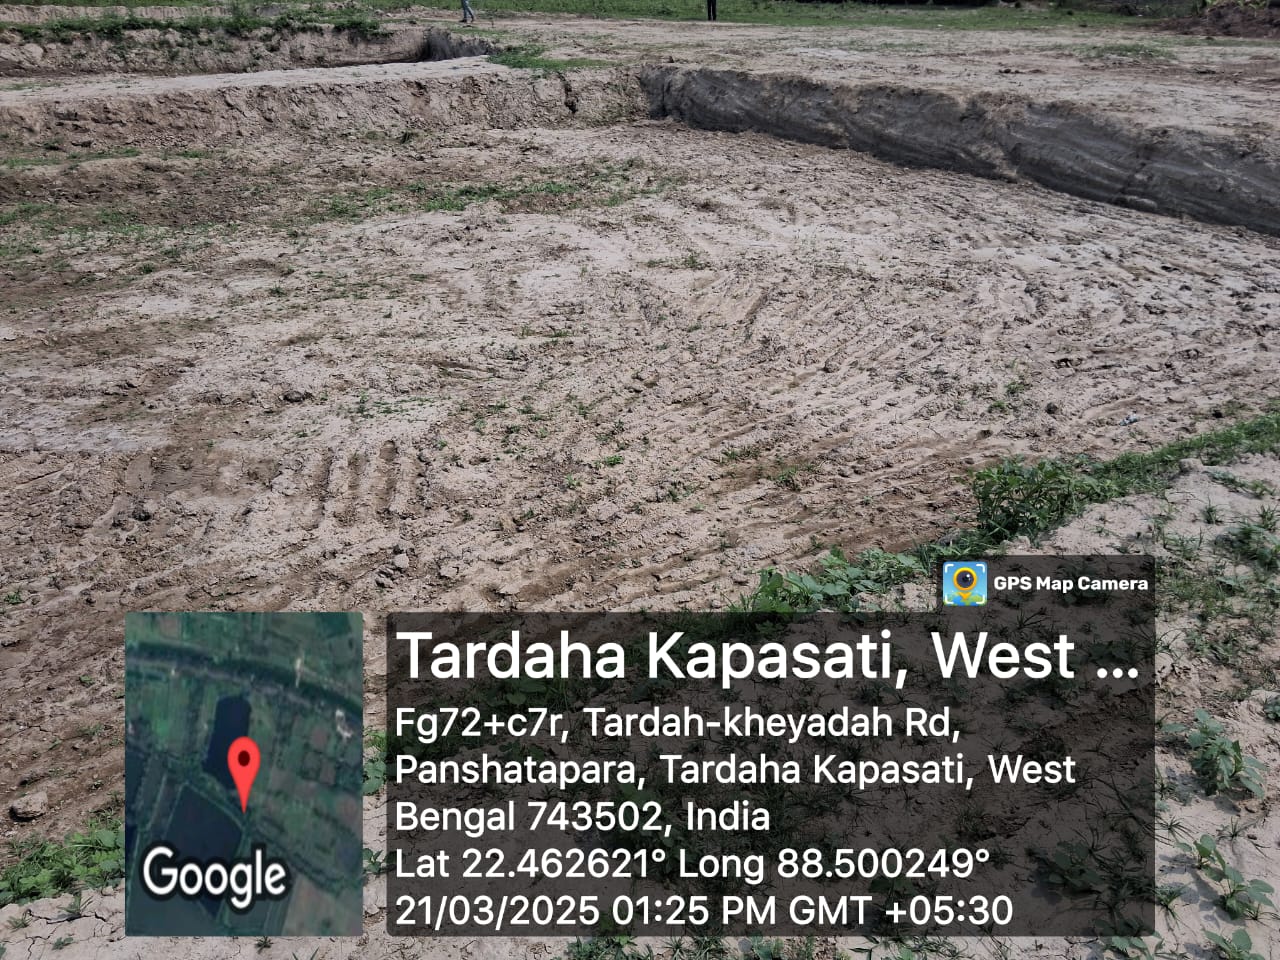 GPS Map Camera
Tardaha Kapasati, West ...
Fg72+c7r, Tardah-kheyadah Rd,
Panshatapara, Tardaha Kapasati, West
Bengal 743502, India
Lat 22.462621° Long 88.500249°
21/03/2025 01:25 PM GMT +05:30
Google